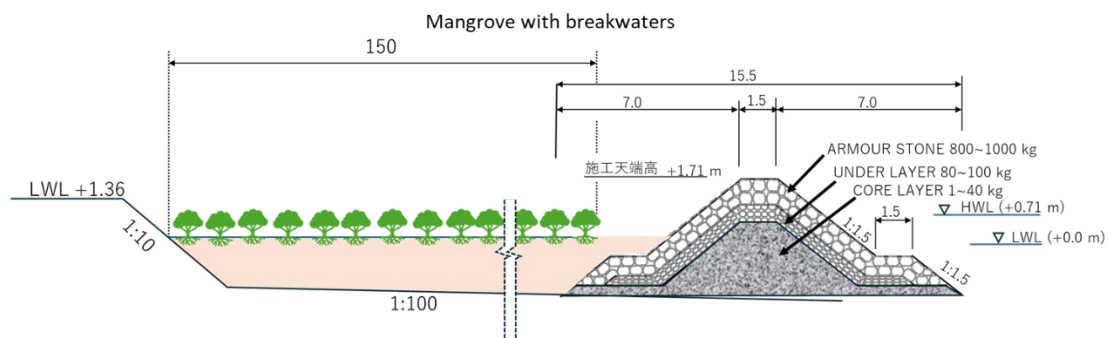 Mangrove with breakwaters
150
15.5
7.0
1.5
7.0
ARMOUR STONE 800~1000 kg
施工天端高 +1.71 m
UNDER LAYER 80~100 kg
CORE LAYER 1~40 kg
LWL +1.36
1.5
HWL (+0.71 m)
1:10
1:1.5
LWL (+0.0 m)
1:1.5
1:100